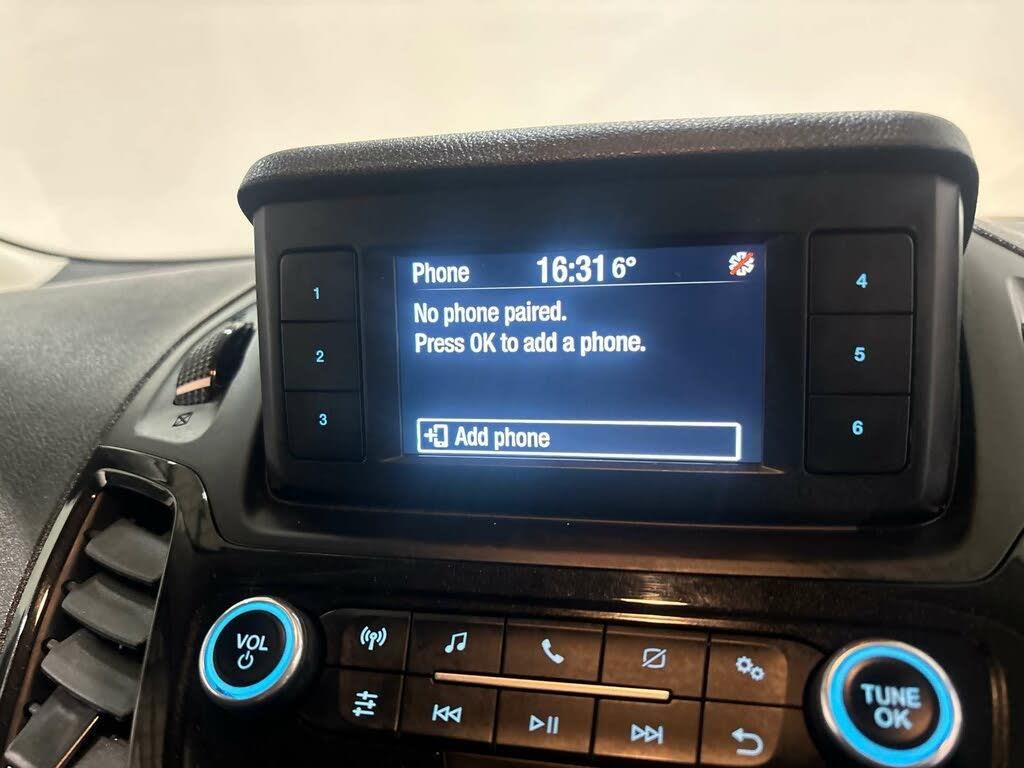 Phone 16:31 6°
No phone paired.
Press OK to add a phone.
Add phone
1
2
3
4
5
6
VOL
TUNE
OK